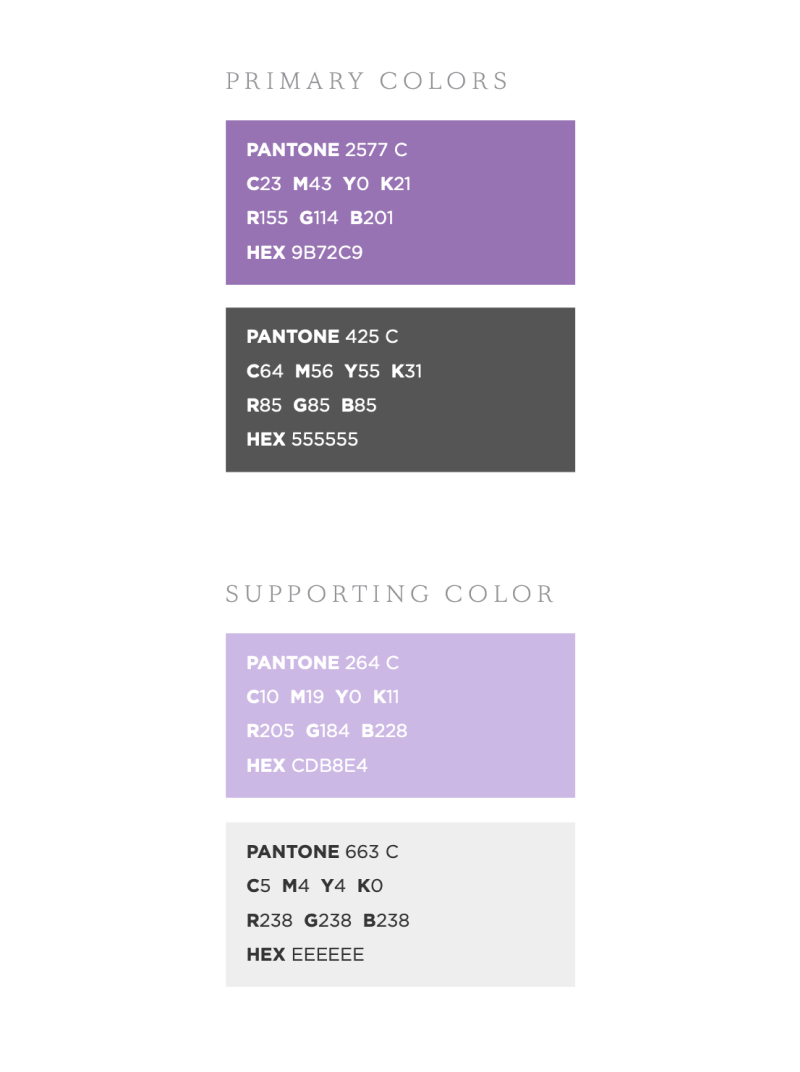 PRIMARY COLORS
PANTONE 2577 C
C23 M43 Y0 K21
R155 G114 B201
HEX 9B72C9
PANTONE 425 C
C64 M56 Y55 K31
R85 G85 B85
HEX 555555
SUPPORTING COLOR
PANTONE 264 C
C10 M19 Y0 K11
R205 G184 B228
HEX CDB8E4
PANTONE 663 C
C5 M4 Y4 K0
R238 G238 B238
HEX EEEEEE